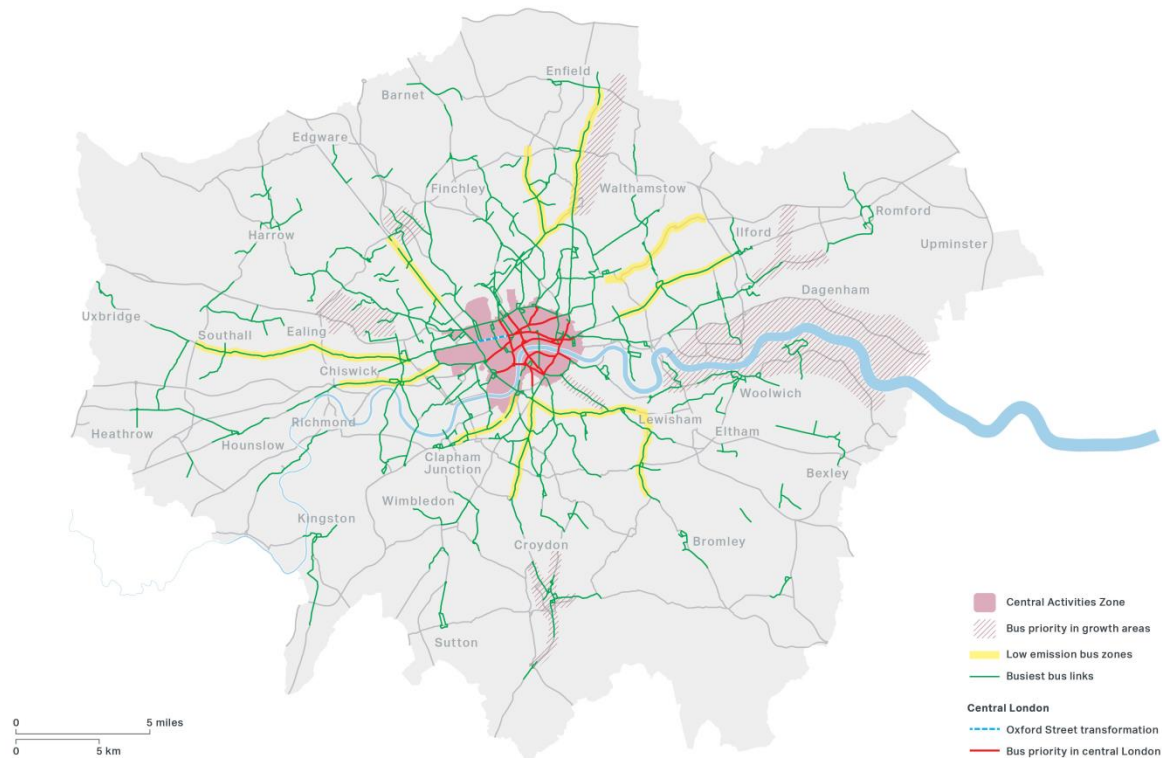 Enfield
Barnet
Edgware
Finchley
Walthamstow
Romford
Harrow
Ilford
Upminster
Dagenham
Uxbridge
Southall
Ealing
Chiswick
Woolwich
Richmond
Lewisham
Eltham
Heathrow
Hounslow
Clapham
Junction
Bexley
Wimbledon
Kingston
Croydon
Bromley
Sutton
Central Activities Zone
Bus priority in growth areas
Low emission bus zones
Busiest bus links
Central London
Oxford Street transformation
Bus priority in central London
0
5 miles
0
5 km